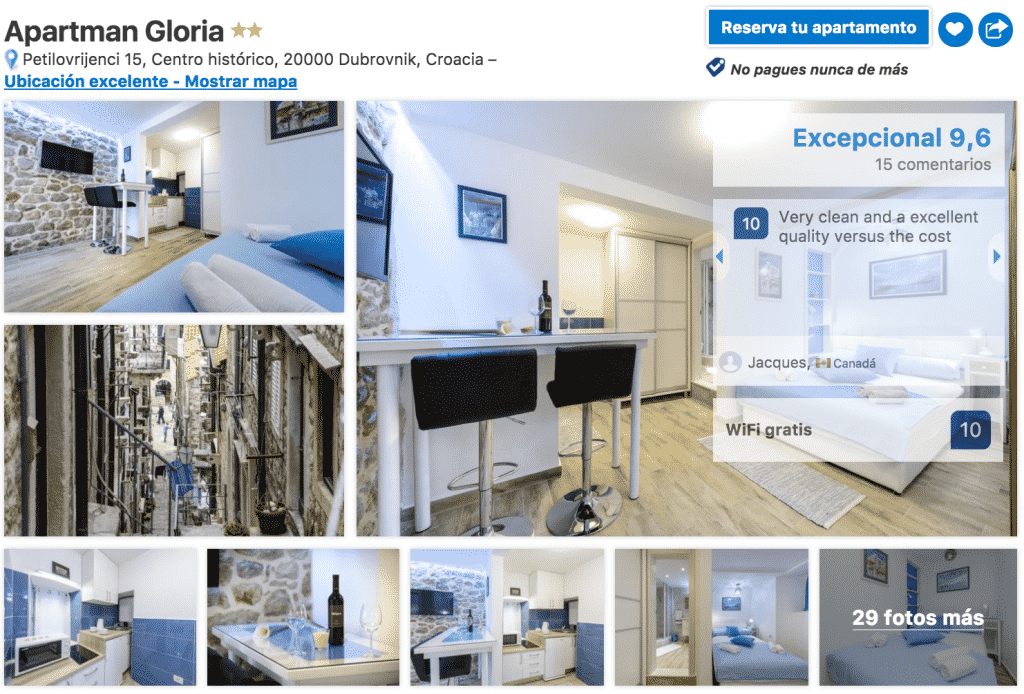 Apartman Gloria
Reserva tu apartamento
Petilovrijenci 15, Centro histórico, 20000 Dubrovnik, Croacia –
Ubicación excelente - Mostrar mapa
No pagues nunca de más
Excepcional 9,6
15 comentarios
10
Very clean and a excellent
quality versus the cost
Jacques, Canadá
WiFi gratis 10
29 fotos más